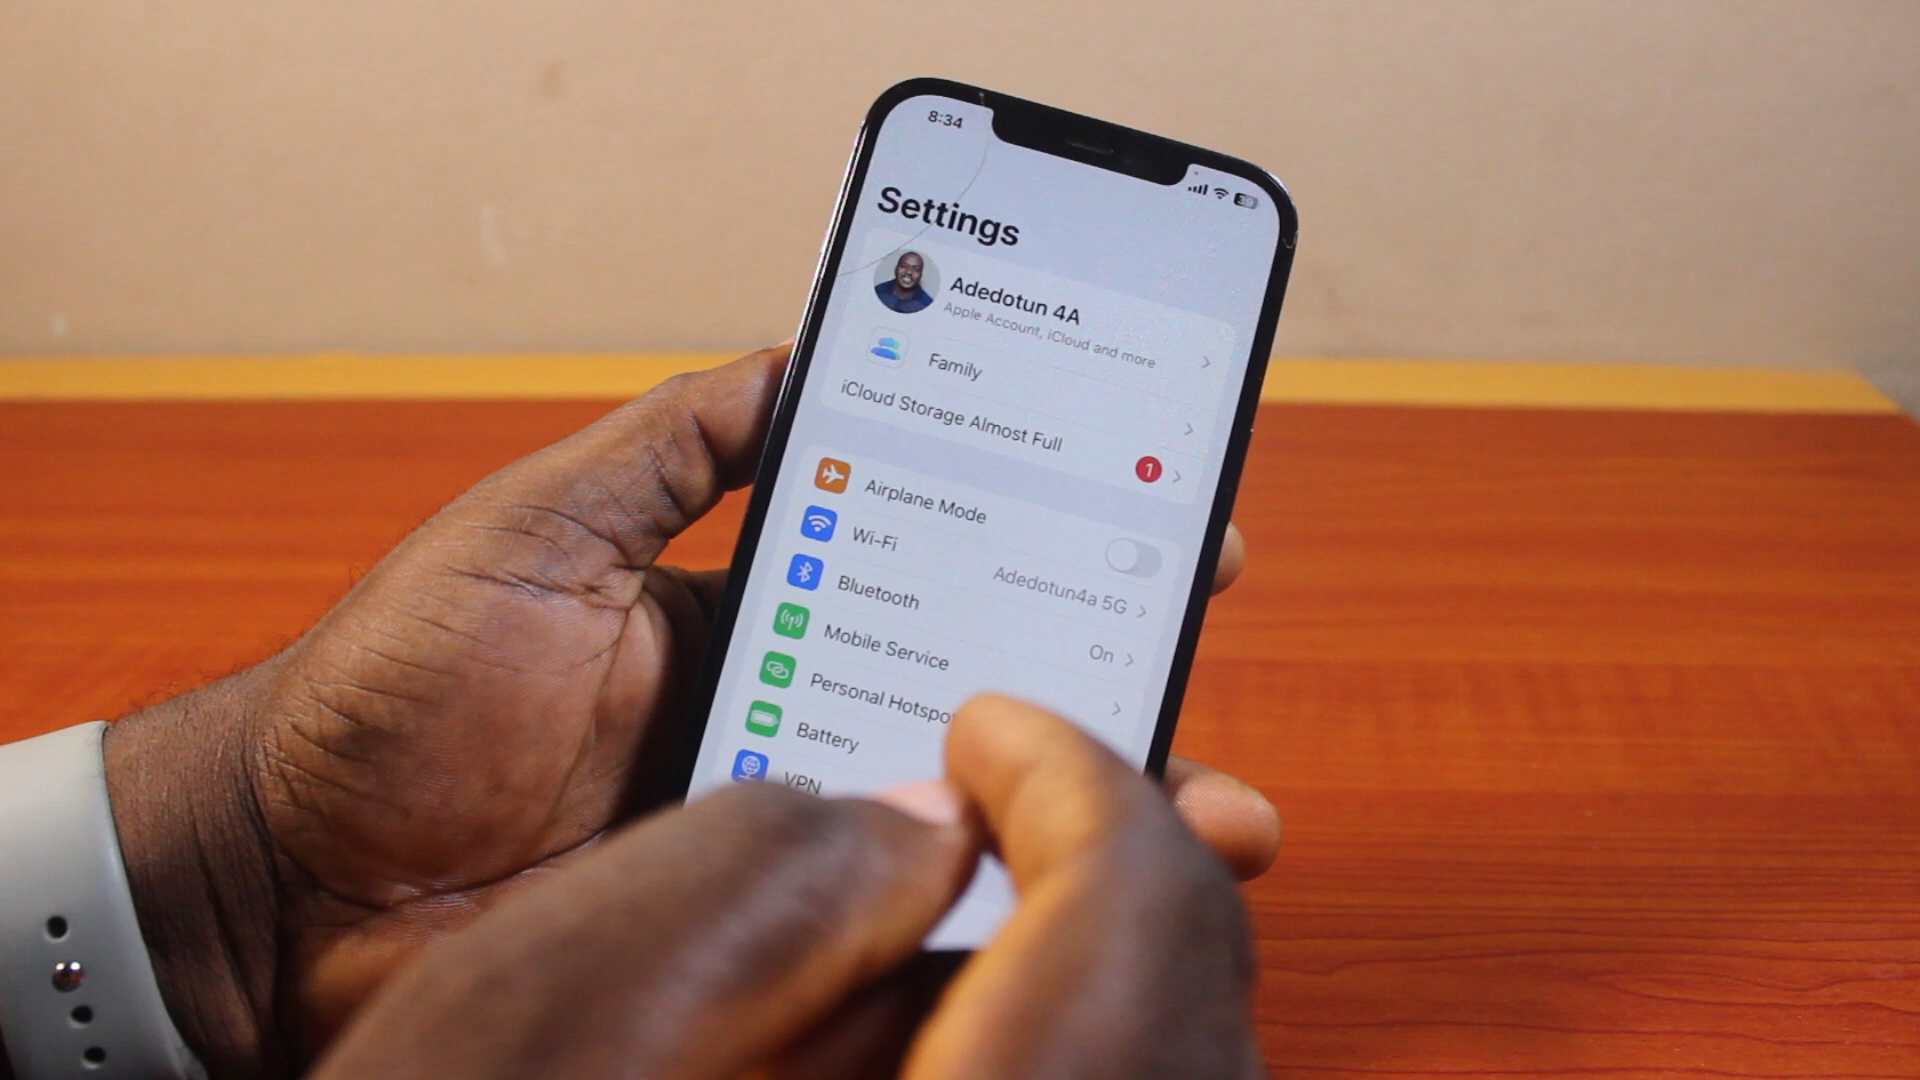 8:34
39
Settings
Adedotun 4A
Apple Account, iCloud and more
Family
iCloud Storage Almost Full
1
Airplane Mode
Wi-Fi
Adedotun4a 5G
Bluetooth
On
Mobile Service
Personal Hotspo
Battery
VPN